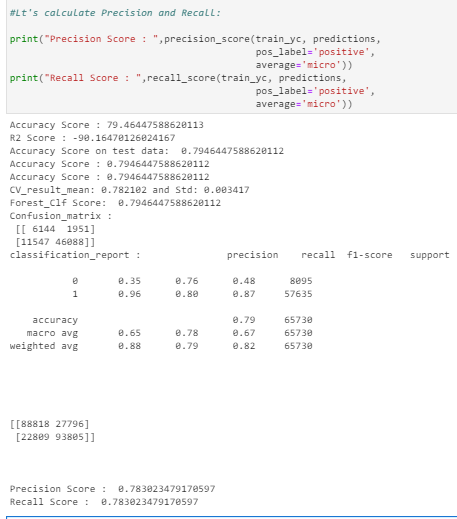 #Lt's calculate Precision and Recall:
print("Precision Score : ",precision_score(train_yc, predictions,
pos_label='positive',
average='micro'))
print("Recall Score : ",recall_score(train_yc, predictions,
pos_label='positive',
average='micro'))
Accuracy Score : 79.46447588620113
R2 Score : -90.16470126024167
Accuracy Score on test data:  0.7946447588620112
Accuracy Score : 0.7946447588620112
Accuracy Score : 0.7946447588620112
CV_result_mean: 0.782102 and Std: 0.003417
Forest_Clf Score:  0.7946447588620112
Confusion_matrix :
[[ 6144  1951]
[11547 46088]]
classification_report :               precision    recall  f1-score   support
0       0.35      0.76      0.48      8095
1       0.96      0.80      0.87     57635
accuracy                           0.79     65730
macro avg       0.65      0.78      0.67     65730
weighted avg       0.88      0.79      0.82     65730
[[88818 27796]
[22809 93805]]
Precision Score :  0.783023479170597
Recall Score :  0.783023479170597